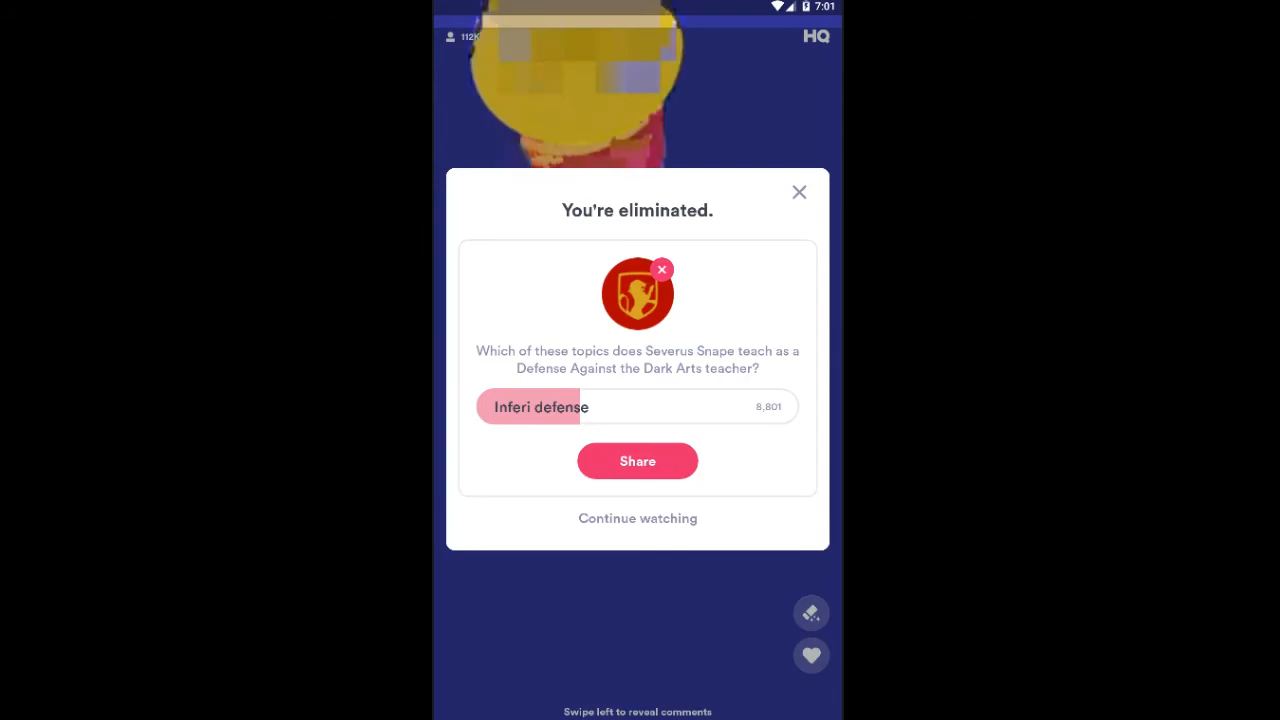 7:01
112K
HQ
You're eliminated.
Which of these topics does Severus Snape teach as a
Defense Against the Dark Arts teacher?
Inferi defense 8,801
Share
Continue watching
Swipe left to reveal comments